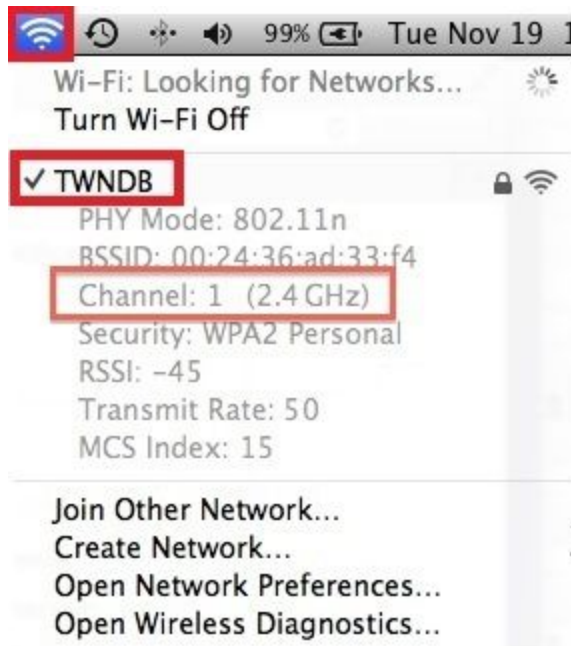 99% Tue Nov 19
Wi-Fi: Looking for Networks...
Turn Wi-Fi Off
✓ TWNDB
PHY Mode: 802.11n
BSSID: 00:24:36:ad:33:f4
Channel: 1 (2.4 GHz)
Security: WPA2 Personal
RSSI: -45
Transmit Rate: 50
MCS Index: 15
Join Other Network...
Create Network...
Open Network Preferences...
Open Wireless Diagnostics...